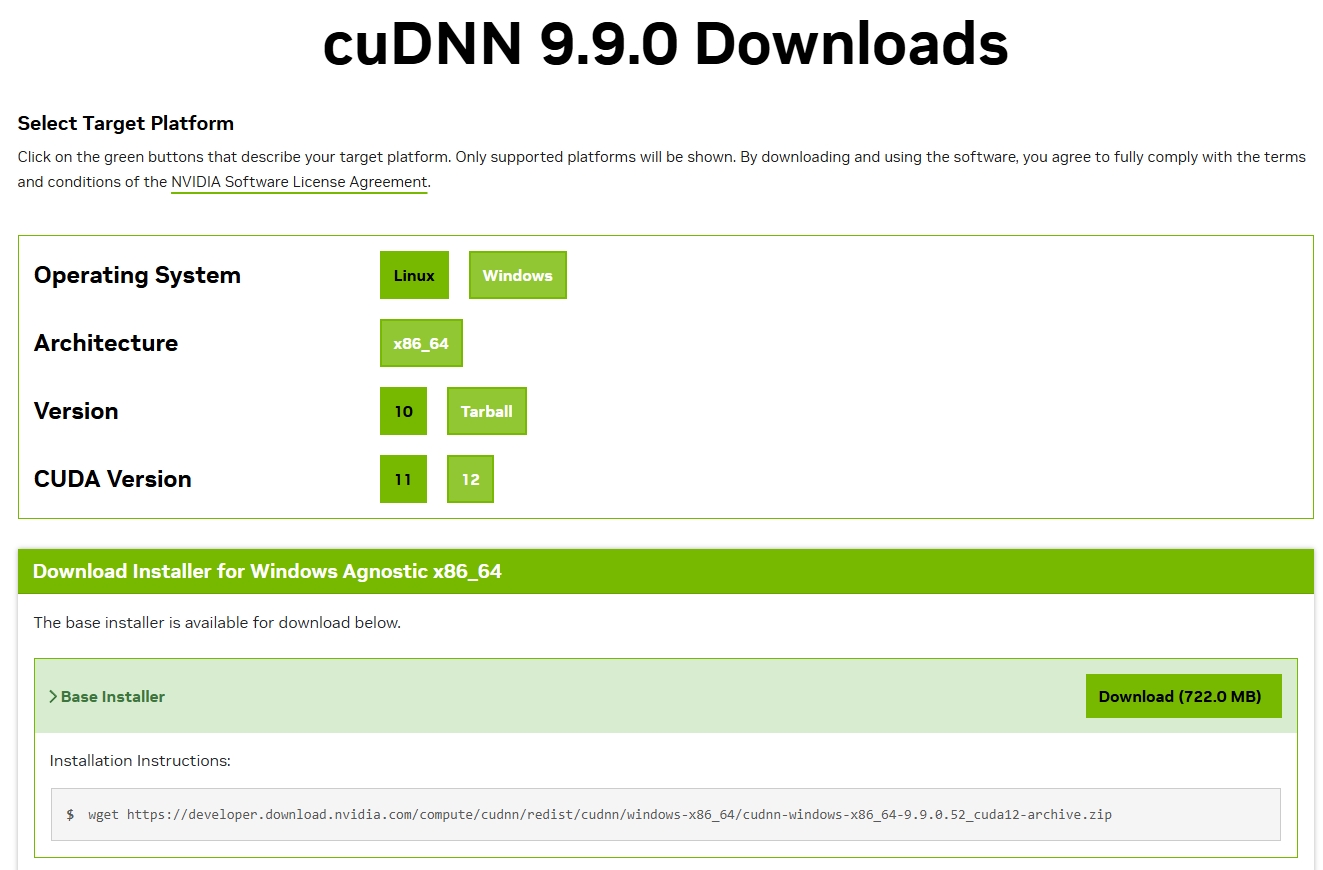 cuDNN 9.9.0 Downloads
Select Target Platform
Click on the green buttons that describe your target platform. Only supported platforms will be shown. By downloading and using the software, you agree to fully comply with the terms
and conditions of the NVIDIA Software License Agreement.
Operating System Linux Windows
Architecture x86_64
Version 10 Tarball
CUDA Version 11 12
Download Installer for Windows Agnostic x86_64
The base installer is available for download below.
Base Installer Download (722.0 MB)
Installation Instructions:
$ wget https://developer.download.nvidia.com/compute/cudnn/redist/cudnn/windows-x86_64/cudnn-windows-x86_64-9.9.0.52_cuda12-archive.zip